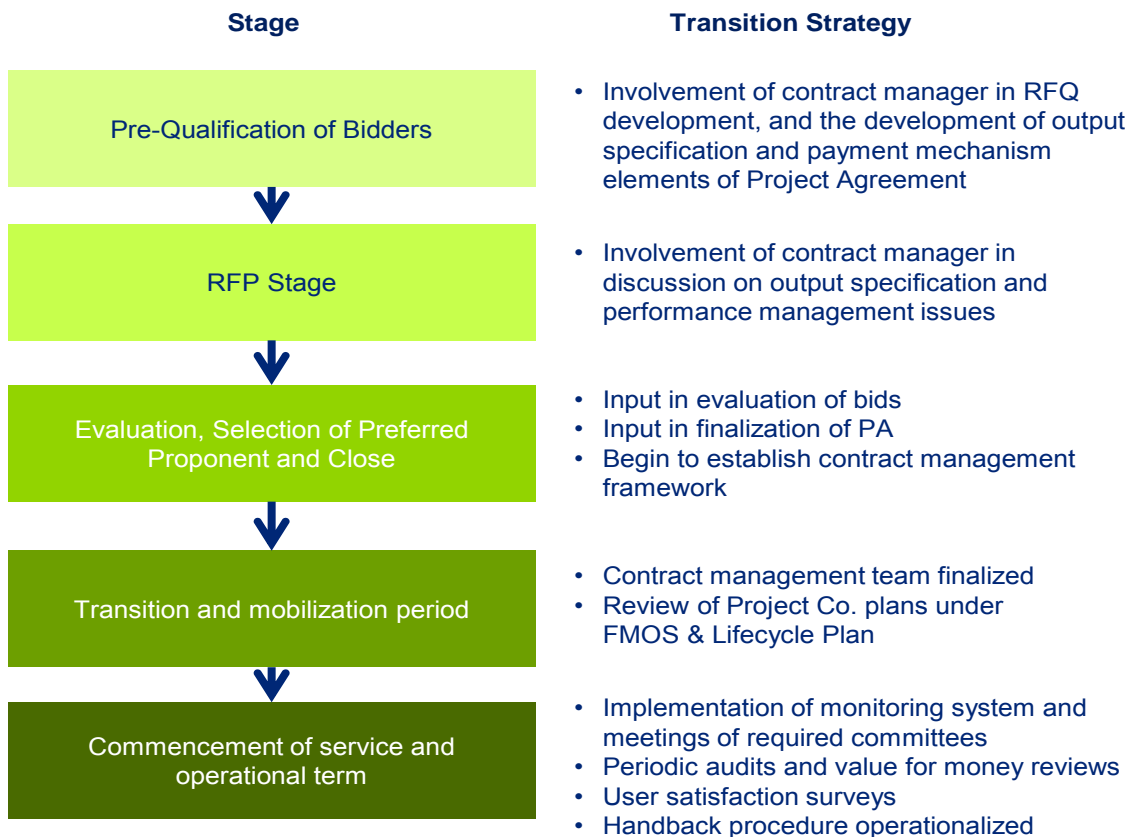 Stage
Transition Strategy
Pre-Qualification of Bidders
• Involvement of contract manager in RFQ
development, and the development of output
specification and payment mechanism
elements of Project Agreement
RFP Stage
• Involvement of contract manager in
discussion on output specification and
performance management issues
Evaluation, Selection of Preferred
Proponent and Close
• Input in evaluation of bids
• Input in finalization of PA
• Begin to establish contract management
framework
Transition and mobilization period
• Contract management team finalized
• Review of Project Co. plans under
FMOS & Lifecycle Plan
Commencement of service and
operational term
• Implementation of monitoring system and
meetings of required committees
• Periodic audits and value for money reviews
• User satisfaction surveys
• Handback procedure operationalized